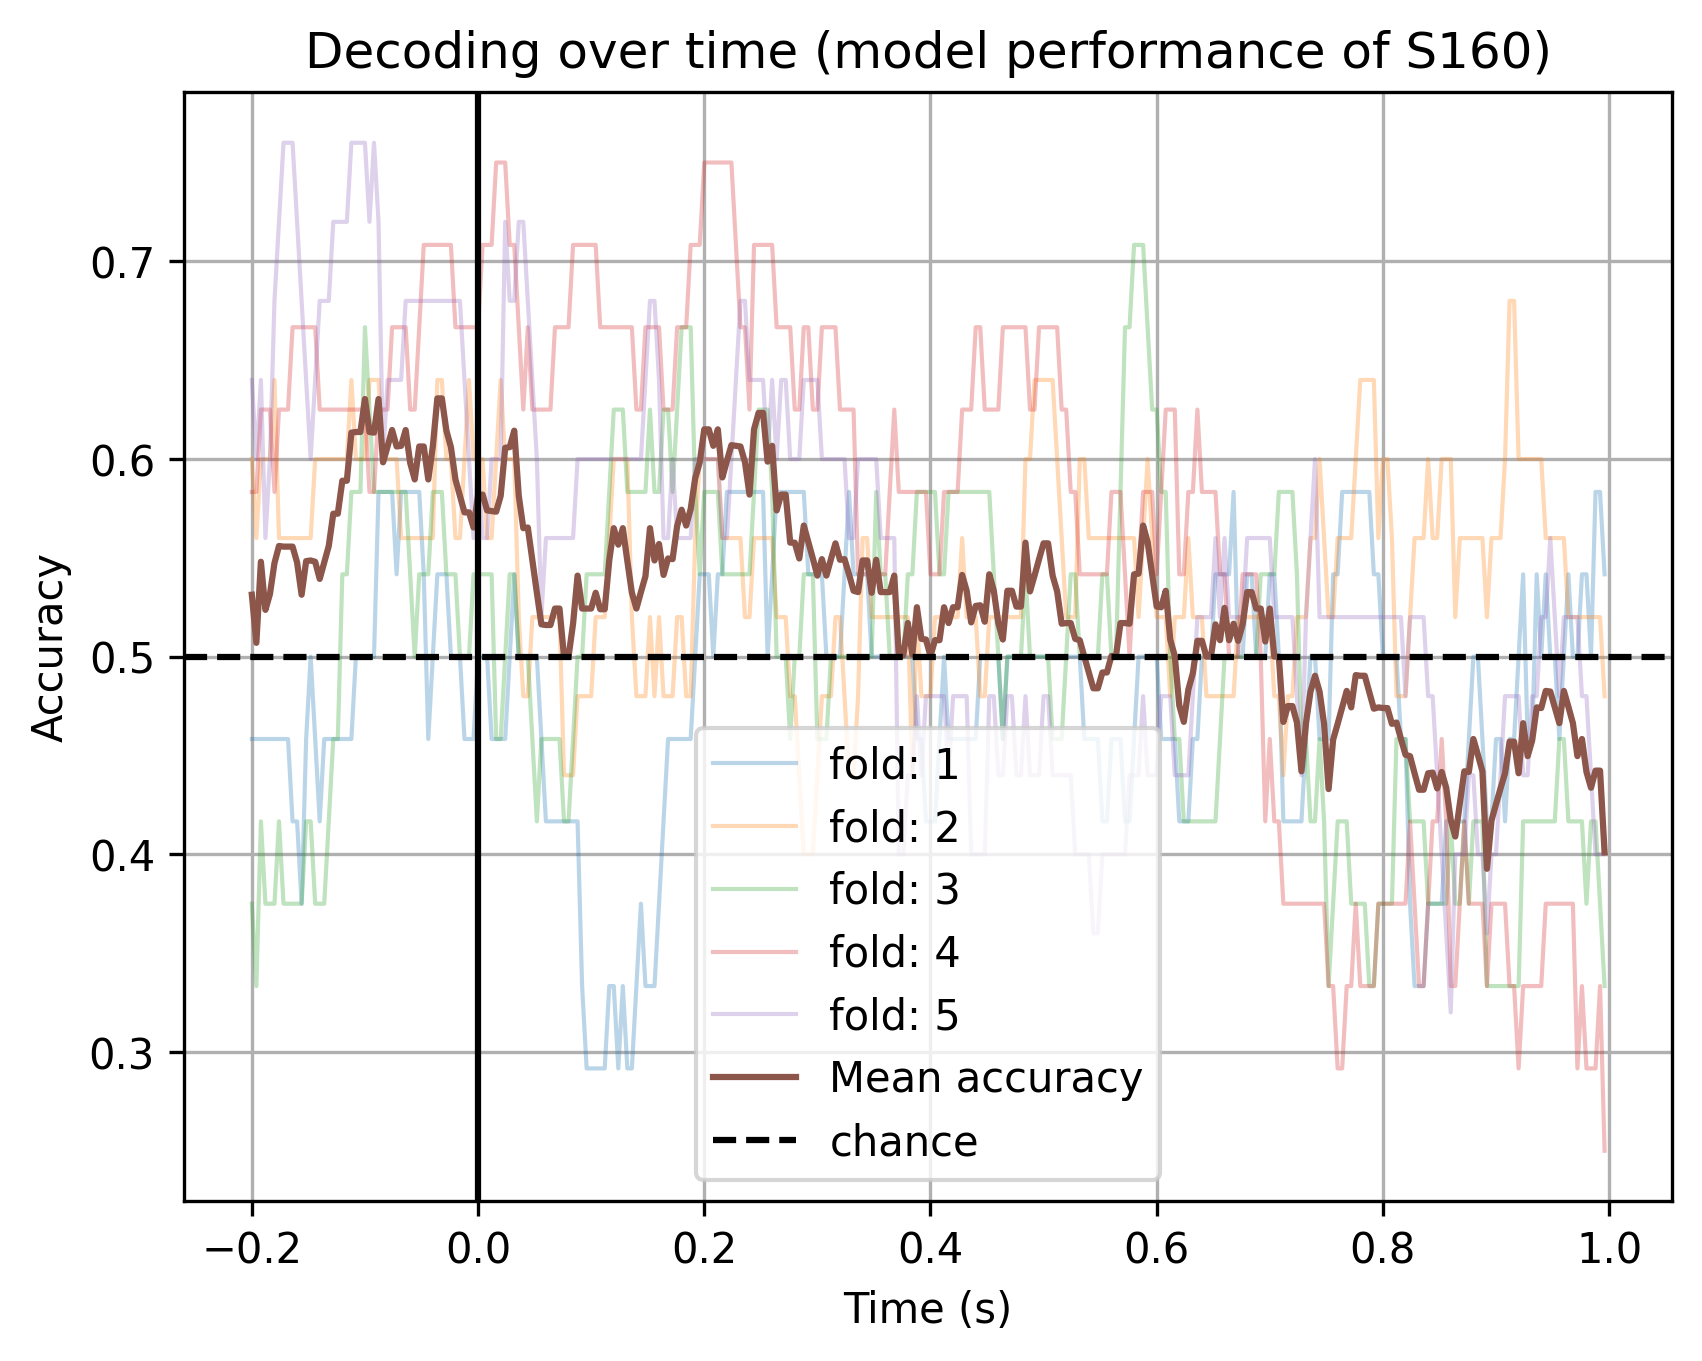 Decoding over time (model performance of S160)
Accuracy
0.7
0.6
0.5
0.4
0.3
fold: 1
fold: 2
fold: 3
fold: 4
fold: 5
Mean accuracy
chance
−0.2 0.0 0.2 0.4 0.6 0.8 1.0
Time (s)